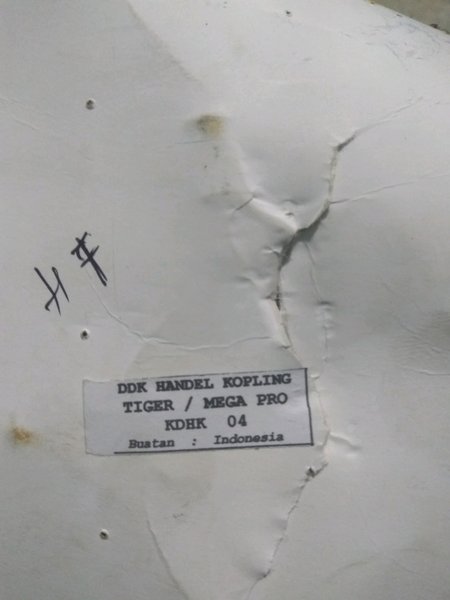 DDK HANDEL KOPLING
TIGER / MEGA PRO
KDHK 04
Buatan : Indonesia